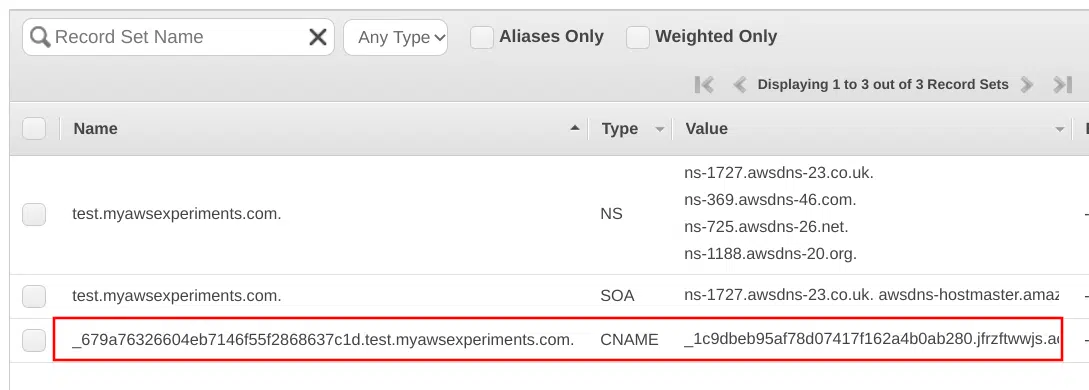 Record Set Name
Any Type
Aliases Only
Weighted Only
Displaying 1 to 3 out of 3 Record Sets
Name Type Value
test.myawsexperiments.com. NS ns-1727.awsdns-23.co.uk.
ns-369.awsdns-46.com.
ns-725.awsdns-26.net.
ns-1188.awsdns-20.org.
-
test.myawsexperiments.com. SOA ns-1727.awsdns-23.co.uk. awsdns-hostmaster.amaz -
_679a76326604eb7146f55f2868637c1d.test.myawsexperiments.com. CNAME _1c9dbeb95af78d07417f162a4b0ab280.jfrzftwwjs.ac -